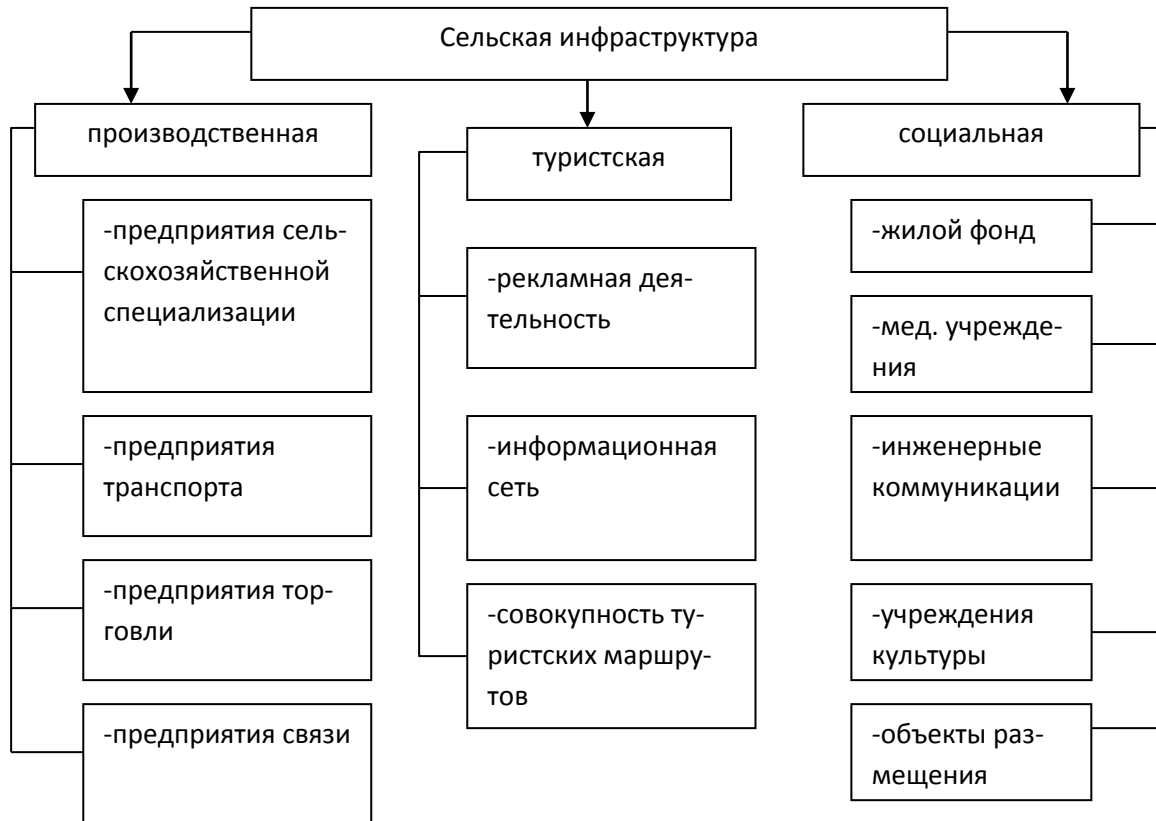 Сельская инфраструктура
производственная
-предприятия сель-
скохозяйственной
специализации
-предприятия
транспорта
-предприятия тор-
говли
-предприятия связи
туристская
-рекламная дея-
тельность
-информационная
сеть
-совокупность ту-
ристских маршру-
тов
социальная
-жилой фонд
-мед. учрежде-
ния
-инженерные
коммуникации
-учреждения
культуры
-объекты раз-
мещения